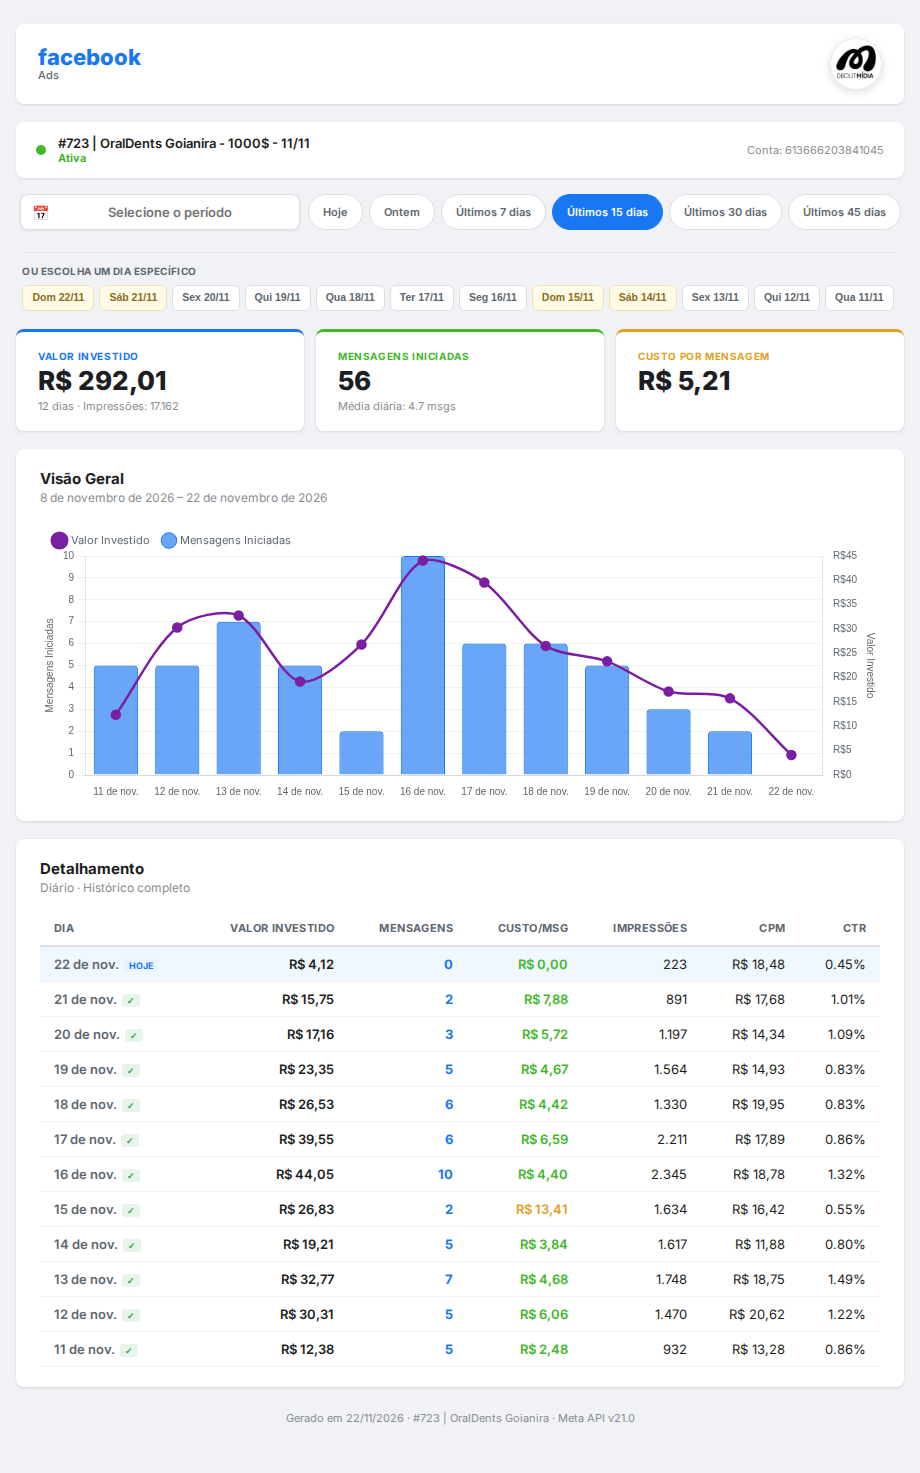 facebook
Ads
DBOUTMÍDIA
#723 | OralDents Goianira - 1000$ - 11/11
Ativa
Conta: 613666203841045
Selecione o período
Hoje
Ontem
Últimos 7 dias
Últimos 15 dias
Últimos 30 dias
Últimos 45 dias
OU ESCOLHA UM DIA ESPECÍFICO
Dom 22/11
Sáb 21/11
Sex 20/11
Qui 19/11
Qua 18/11
Ter 17/11
Seg 16/11
Dom 15/11
Sáb 14/11
Sex 13/11
Qui 12/11
Qua 11/11
VALOR INVESTIDO
R$ 292,01
12 dias · Impressões: 17.162
MENSAGENS INICIADAS
56
Média diária: 4.7 msgs
CUSTO POR MENSAGEM
R$ 5,21
Visão Geral
8 de novembro de 2026 – 22 de novembro de 2026
Valor Investido
Mensagens Iniciadas
Mensagens Iniciadas
10
9
8
7
6
5
4
3
2
1
0
R$45
R$40
R$35
R$30
R$25
R$20
R$15
R$10
R$5
R$0
Valor Investido
11 de nov.
12 de nov.
13 de nov.
14 de nov.
15 de nov.
16 de nov.
17 de nov.
18 de nov.
19 de nov.
20 de nov.
21 de nov.
22 de nov.
Detalhamento
Diário · Histórico completo
DIA VALOR INVESTIDO MENSAGENS CUSTO/MSG IMPRESSÕES CPM CTR
22 de nov. HOJE R$ 4,12 0 R$ 0,00 223 R$ 18,48 0.45%
21 de nov. ✓ R$ 15,75 2 R$ 7,88 891 R$ 17,68 1.01%
20 de nov. ✓ R$ 17,16 3 R$ 5,72 1.197 R$ 14,34 1.09%
19 de nov. ✓ R$ 23,35 5 R$ 4,67 1.564 R$ 14,93 0.83%
18 de nov. ✓ R$ 26,53 6 R$ 4,42 1.330 R$ 19,95 0.83%
17 de nov. ✓ R$ 39,55 6 R$ 6,59 2.211 R$ 17,89 0.86%
16 de nov. ✓ R$ 44,05 10 R$ 4,40 2.345 R$ 18,78 1.32%
15 de nov. ✓ R$ 26,83 2 R$ 13,41 1.634 R$ 16,42 0.55%
14 de nov. ✓ R$ 19,21 5 R$ 3,84 1.617 R$ 11,88 0.80%
13 de nov. ✓ R$ 32,77 7 R$ 4,68 1.748 R$ 18,75 1.49%
12 de nov. ✓ R$ 30,31 5 R$ 6,06 1.470 R$ 20,62 1.22%
11 de nov. ✓ R$ 12,38 5 R$ 2,48 932 R$ 13,28 0.86%
Gerado em 22/11/2026 · #723 | OralDents Goianira · Meta API v21.0